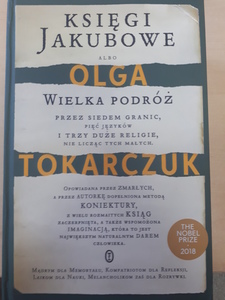 KSIĘGI
JAKUBOWE
ALBO
OLGA
WIELKA PODRÓŻ
PRZEZ SIEDEM GRANIC,
PIĘĆ JĘZYKÓW
I TRZY DUŻE RELIGIE,
NIE LICZĄC TYCH MAŁYCH.
TOKARCZUK
OPOWIADANA PRZEZ ZMARŁYCH,
A PRZEZ AUTORKĘ DOPEŁNIONA METODĄ
KONIEKTURY,
Z WIELU ROZMAITYCH KSIĄG
ZACZERPNIĘTA, A TAKŻE WSPOMOŻONA
IMAGINACJĄ, KTÓRA TO JEST
NAJWIĘKSZYM NATURALNYM DAREM
CZŁOWIEKA.
THE
NOBEL
PRIZE
2018
MĄDRYM DLA MEMORYAŁU, KOMPATRIOTOM DLA REFLEKSJI,
LAIKOM DLA NAUKI, MELANCHOLIKOM ZAŚ DLA ROZRYWKI.